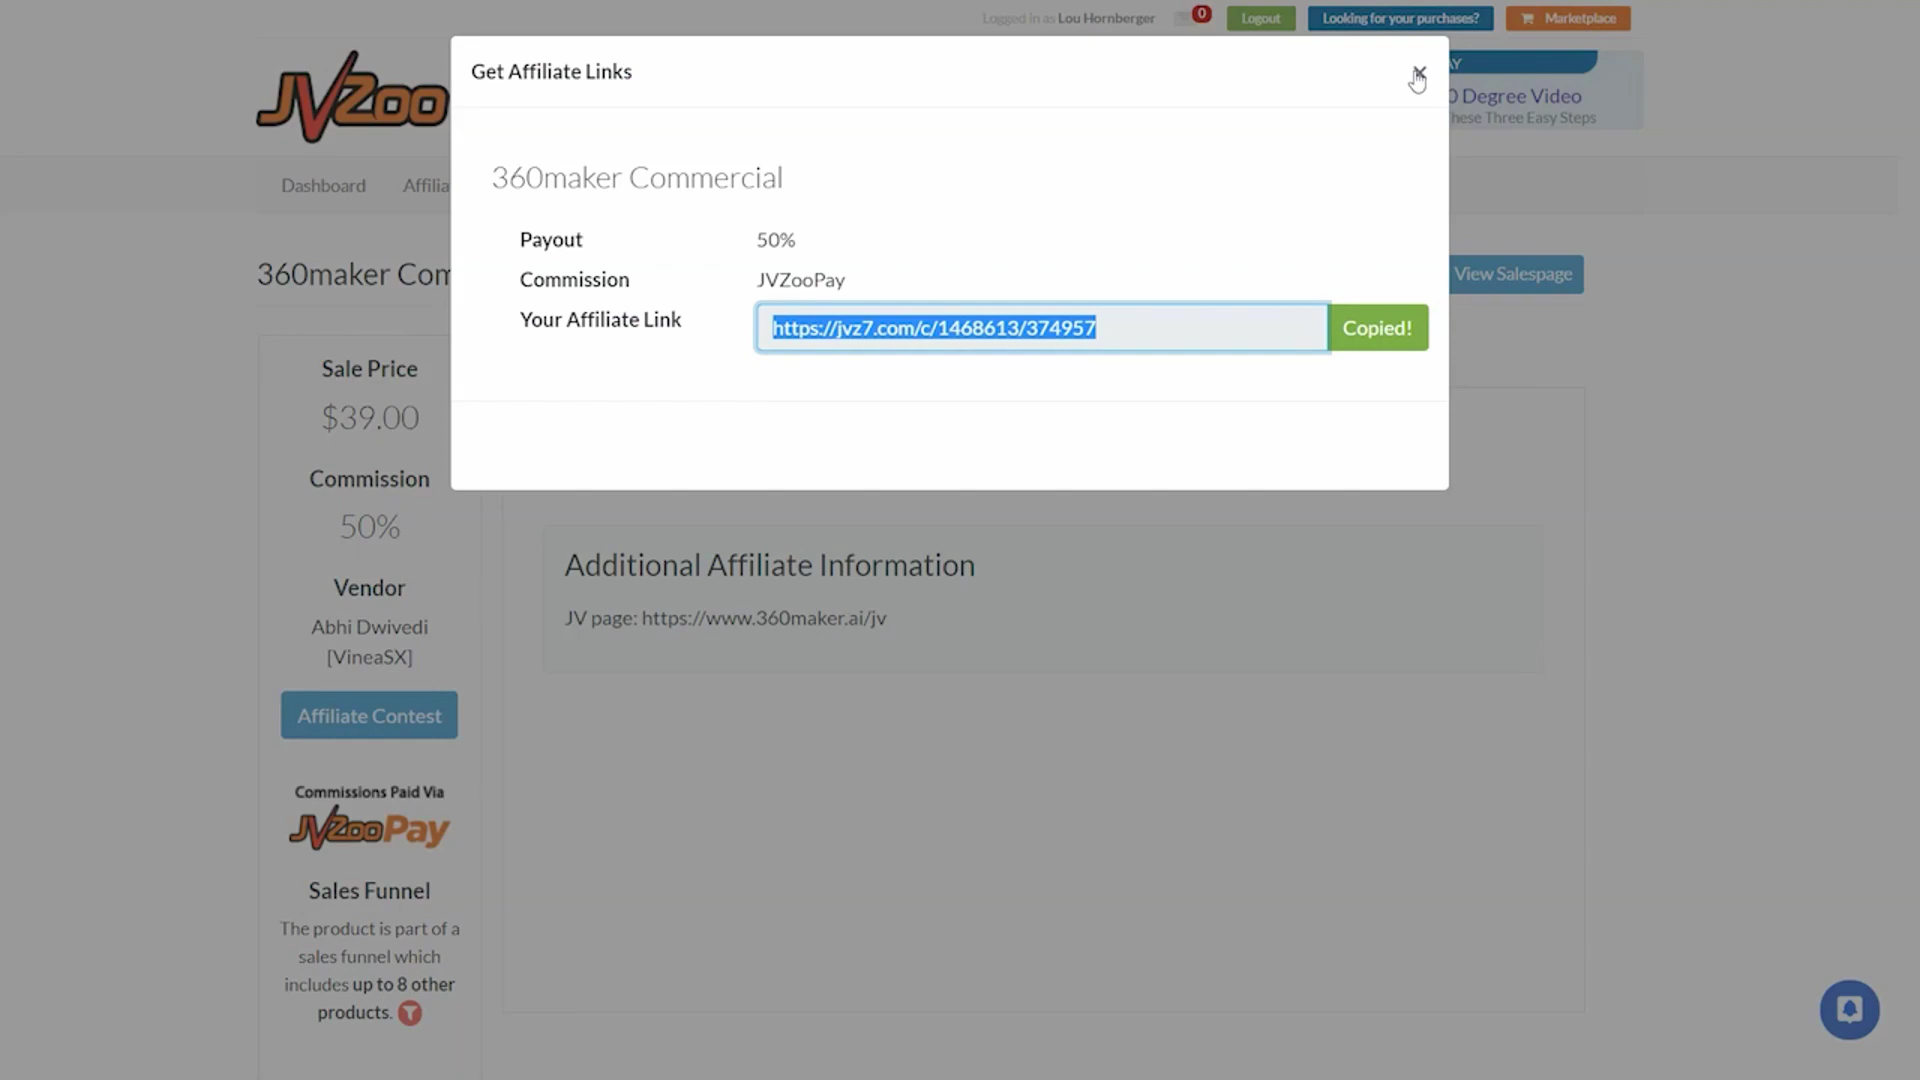 Logged in as Lou Hornberger
0
Logout
Looking for your purchases?
Marketplace
JVZoo
Get Affiliate Links
Degree Video
hese Three Easy Steps
Dashboard
Affilia
360maker Com
View Salespage
360maker Commercial
Payout 50%
Commission JVZooPay
Your Affiliate Link https://jvz7.com/c/1468613/374957 Copied!
Sale Price
$39.00
Commission
50%
Vendor
Abhi Dwivedi
[VineaSX]
Affiliate Contest
Commissions Paid Via
JVZooPay
Sales Funnel
The product is part of a
sales funnel which
includes up to 8 other
products.
Additional Affiliate Information
JV page: https://www.360maker.ai/jv